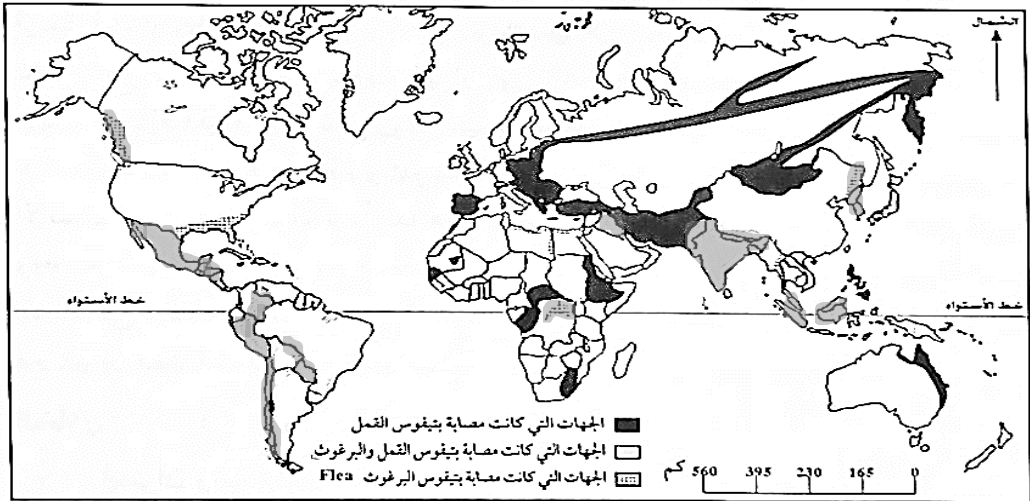 الشمال
خط الأستواء
خط الأستواء
الجهات التي كانت مصابة بتيفوس القمل
الجهات التي كانت مصابة بتيفوس القمل والبرغوث
الجهات التي كانت مصابة بتيفوس البرغوث Flea
كم 560 395 230 165 0